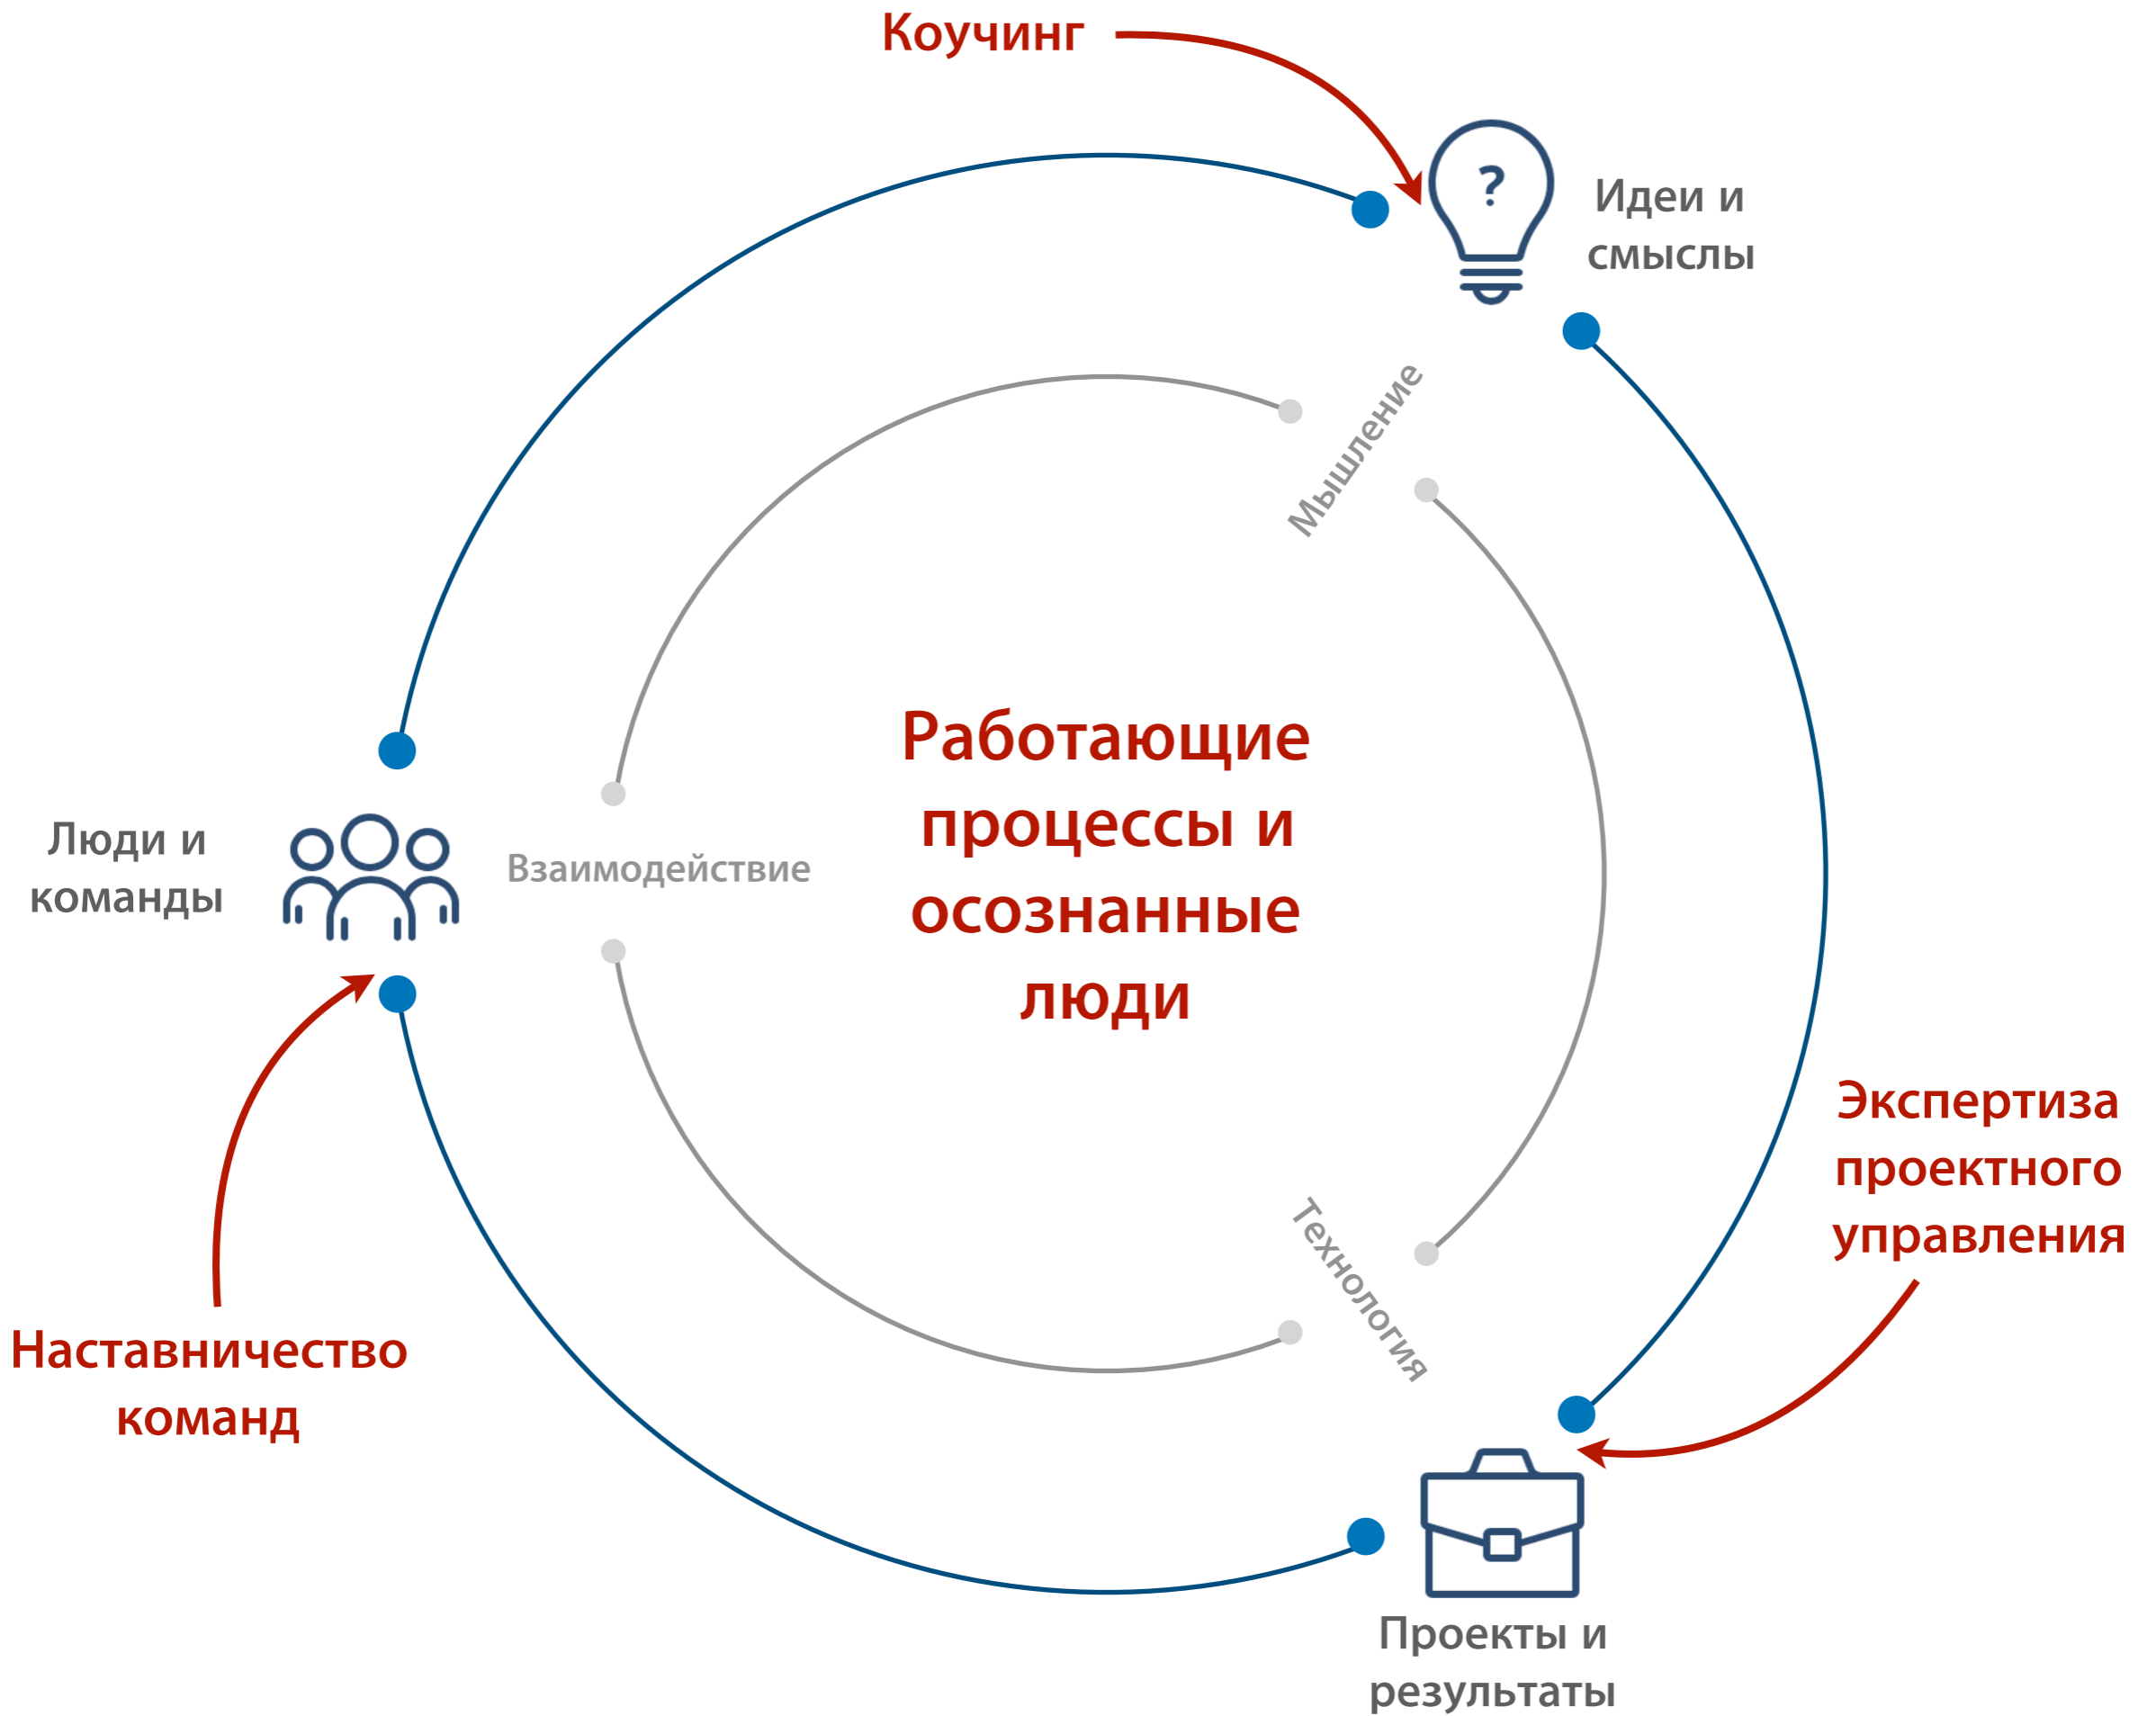 Коучинг
?
Идеи и
смыслы
Мышление
Работающие
процессы и
осознанные
люди
Люди и
команды
Взаимодействие
Экспертиза
проектного
управления
Технология
Наставничество
команд
Проекты и
результаты